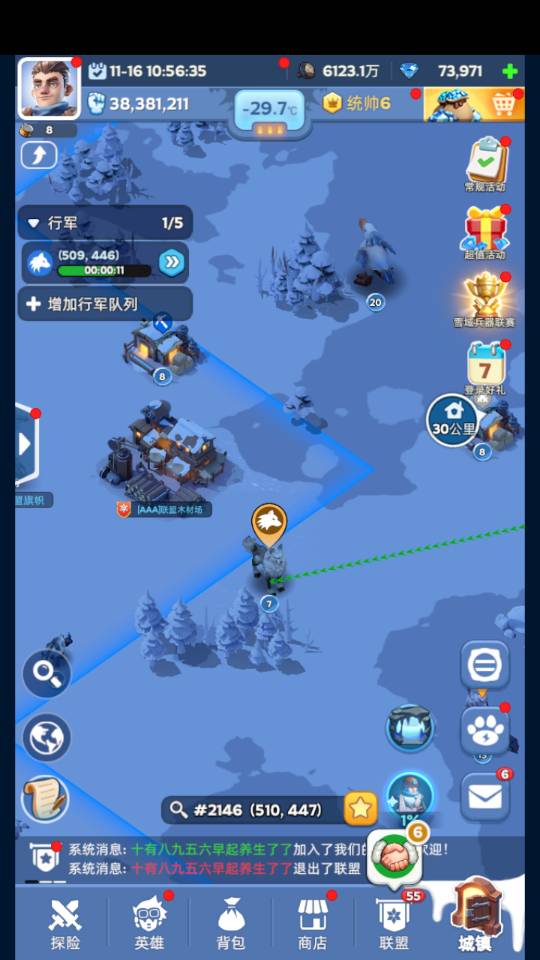 11-16 10:56:35
6123.1万
73,971
38,381,211
-29.7℃
统帅6
8
常规活动
行军
1/5
超值活动
(509, 446)
00:00:11
增加行军队列
20
雪域兵器联赛
8
7
登录好礼
30公里
8
盟旗帜
[AAA]联盟木材场
7
13
6
1%
#2146 (510, 447)
6
系统消息: 十有八九五六早起养生了了加入了我们的 欢迎!
系统消息: 十有八九五六早起养生了了退出了联盟
55
探险
英雄
背包
商店
联盟
城镇